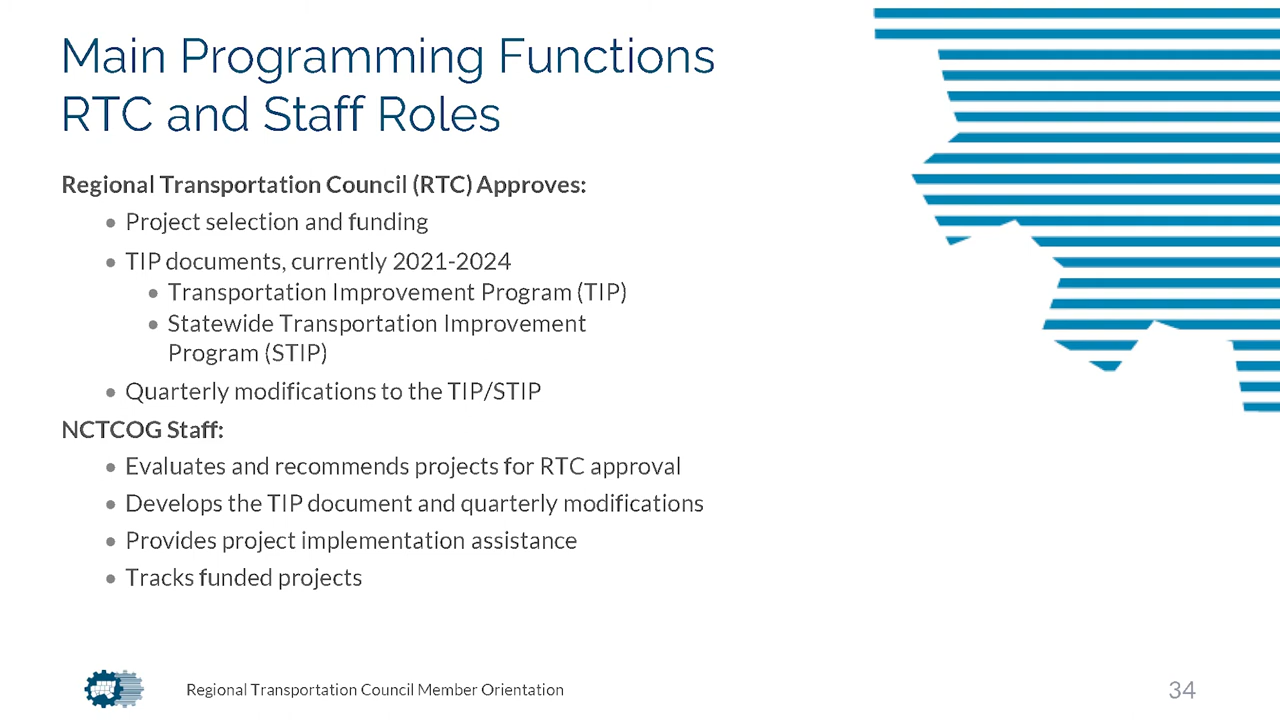 Main Programming Functions
RTC and Staff Roles
Regional Transportation Council (RTC) Approves:
• Project selection and funding
• TIP documents, currently 2021-2024
• Transportation Improvement Program (TIP)
• Statewide Transportation Improvement
Program (STIP)
• Quarterly modifications to the TIP/STIP
NCTCOG Staff:
• Evaluates and recommends projects for RTC approval
• Develops the TIP document and quarterly modifications
• Provides project implementation assistance
• Tracks funded projects
Regional Transportation Council Member Orientation
34